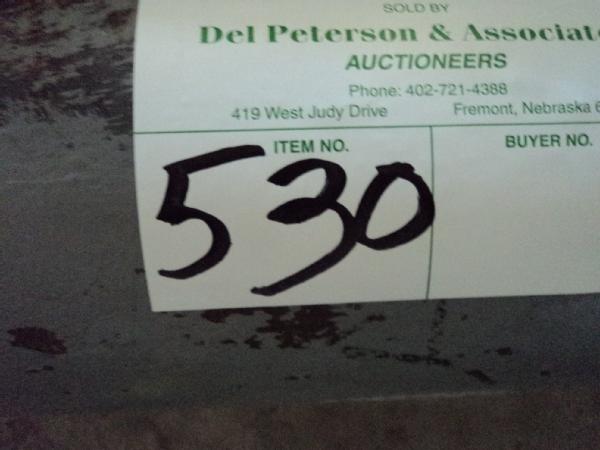 SOLD BY
Del Peterson & Associat
AUCTIONEERS
Phone: 402-721-4388
419 West Judy Drive Fremont, Nebraska 6
ITEM NO. BUYER NO.
530